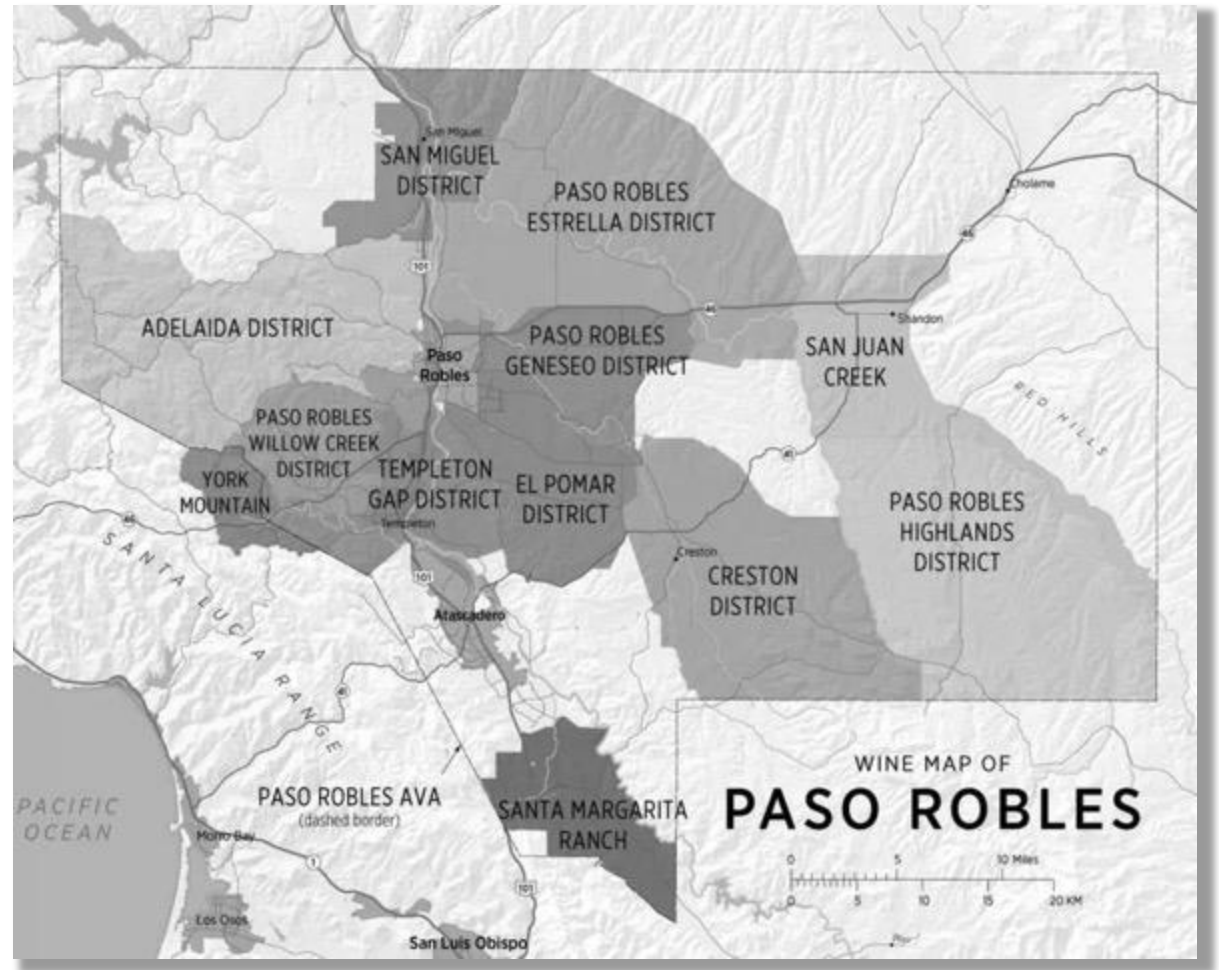 San Miguel
SAN MIGUEL
DISTRICT
PASO ROBLES
ESTRELLA DISTRICT
Cholame
46
101
46
ADELAIDA DISTRICT
Paso
Robles
PASO ROBLES
GENESEO DISTRICT
Shandon
SAN JUAN
CREEK
RED HILLS
PASO ROBLES
WILLOW CREEK
DISTRICT
41
YORK
MOUNTAIN
TEMPLETON
GAP DISTRICT
Templeton
EL POMAR
DISTRICT
PASO ROBLES
HIGHLANDS
DISTRICT
46
SANTA LUCIA RANGE
Creston
CRESTON
DISTRICT
101
Atascadero
41
WINE MAP OF
PASO ROBLES
PASO ROBLES AVA
(dashed border)
SANTA MARGARITA
RANCH
PACIFIC
OCEAN
Morro Bay
1
101
0 5 10 Miles
0 5 10 15 20 KM
Los Osos
San Luis Obispo